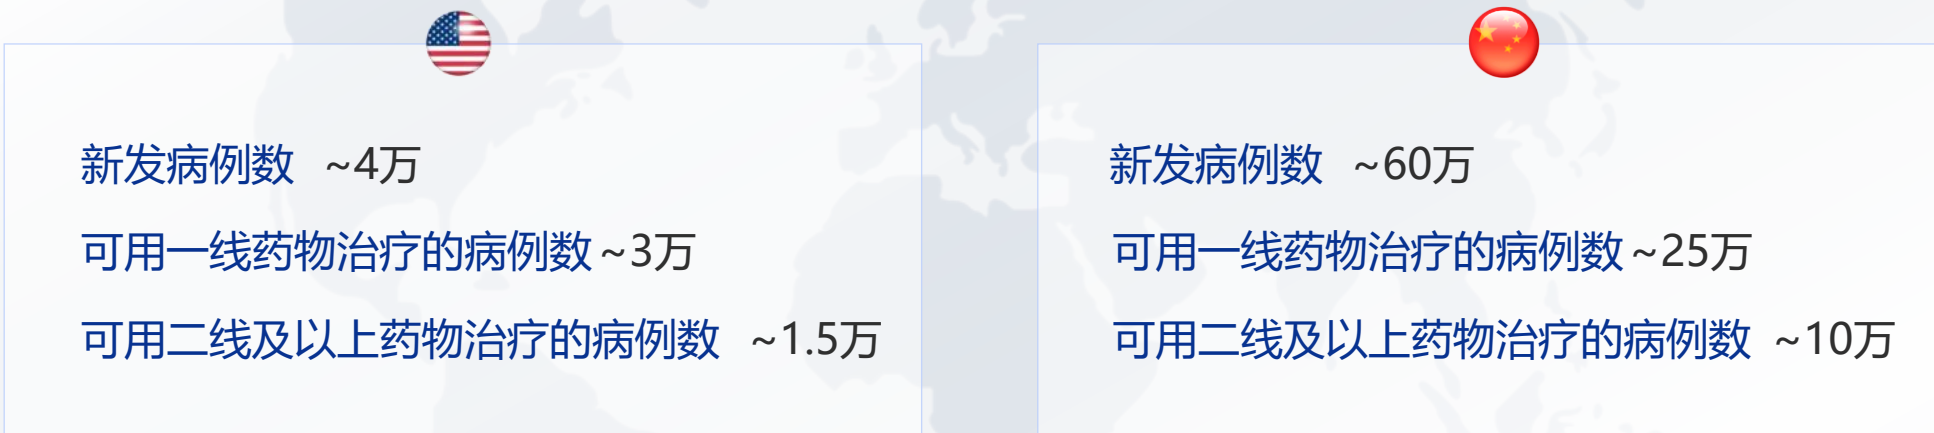 新发病例数 ~4万
可用一线药物治疗的病例数~3万
可用二线及以上药物治疗的病例数 ~1.5万
新发病例数 ~60万
可用一线药物治疗的病例数~25万
可用二线及以上药物治疗的病例数 ~10万